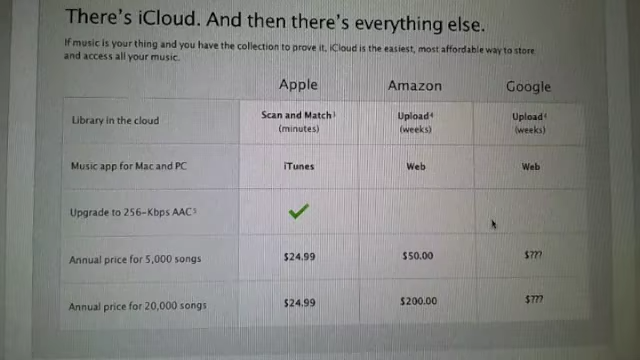 There's iCloud. And then there's everything else.
If music is your thing and you have the collection to prove it, iCloud is the easiest, most affordable way to store
and access all your music.
Apple Amazon Google
Library in the cloud Scan and Match¹ Upload⁴ Upload⁴
(minutes) (weeks) (weeks)
Music app for Mac and PC iTunes Web Web
Upgrade to 256-Kbps AAC³
Annual price for 5,000 songs $24.99 $50.00 $???
Annual price for 20,000 songs $24.99 $200.00 $???